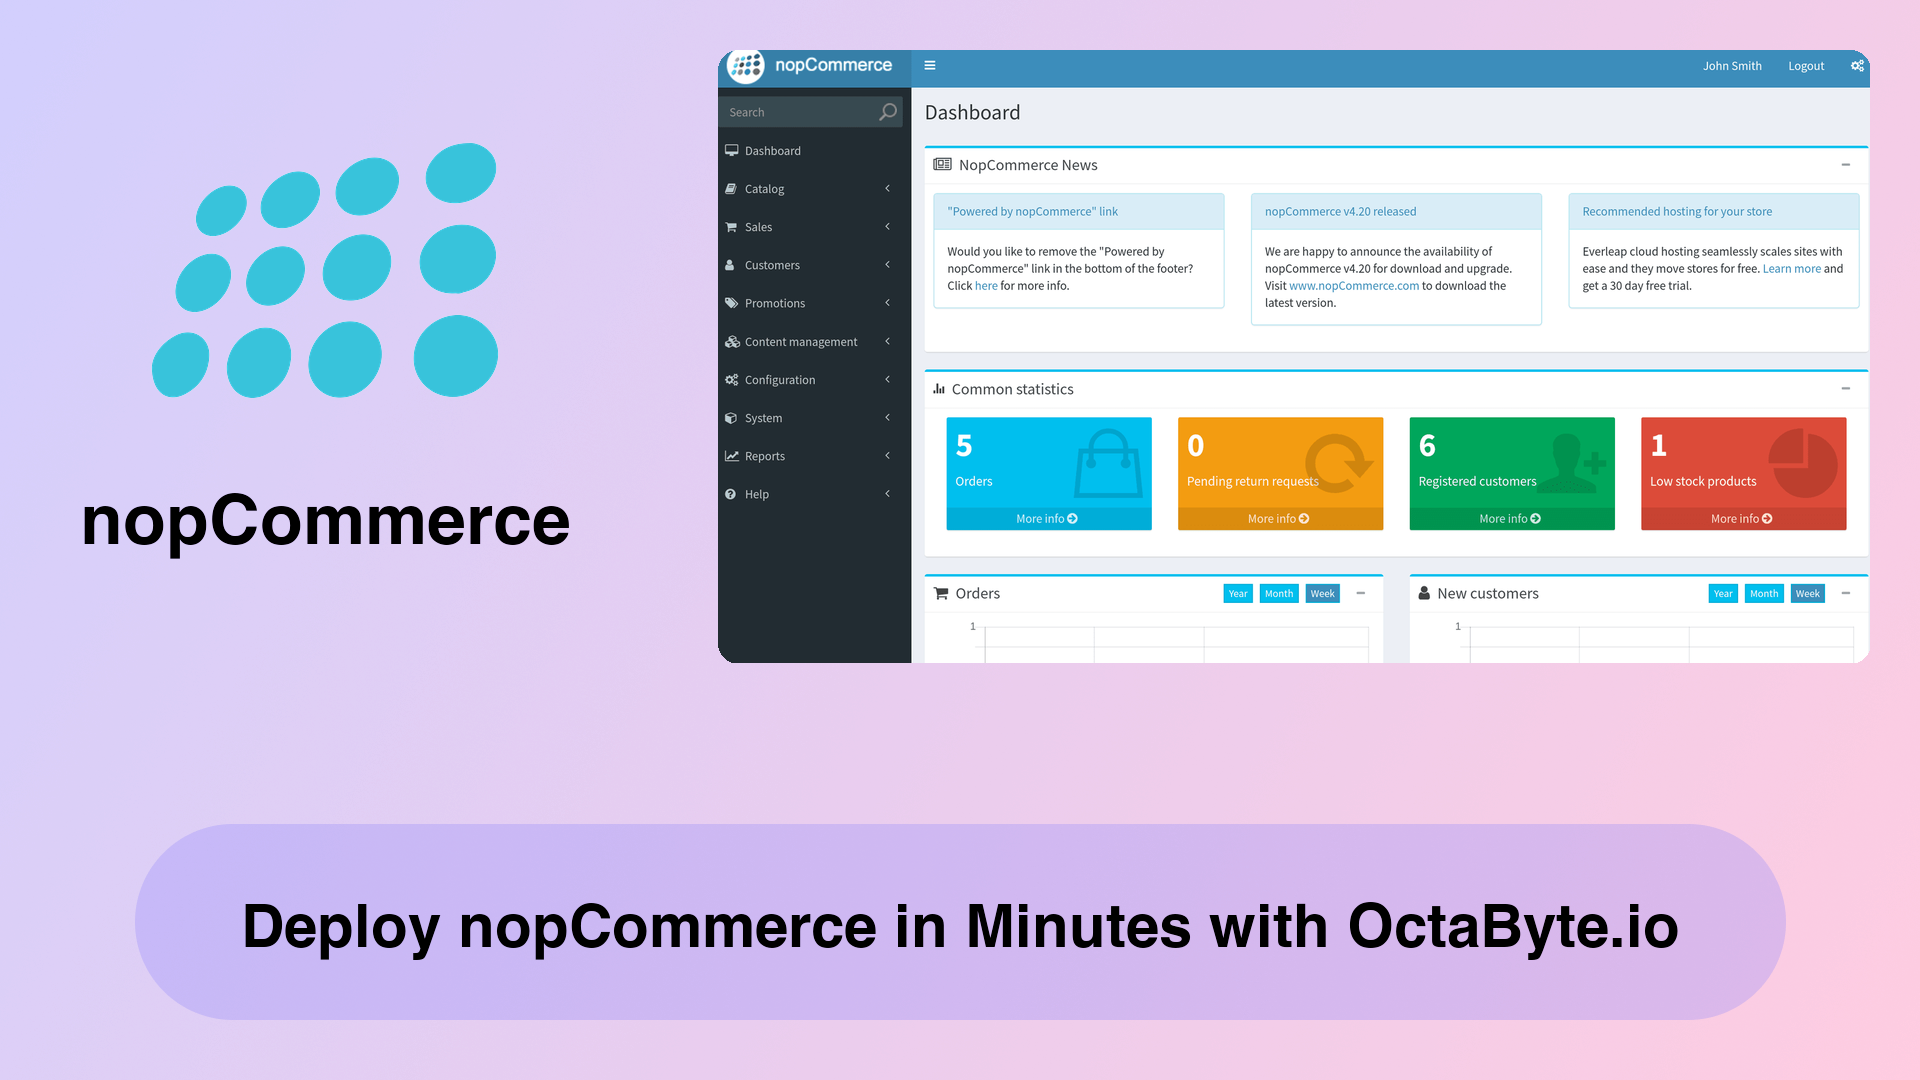 nopCommerce
nopCommerce
John Smith
Logout
Search
Dashboard
Catalog
Sales
Customers
Promotions
Content management
Configuration
System
Reports
Help
Dashboard
NopCommerce News
"Powered by nopCommerce" link
Would you like to remove the "Powered by
nopCommerce" link in the bottom of the footer?
Click here for more info.
nopCommerce v4.20 released
We are happy to announce the availability of
nopCommerce v4.20 for download and upgrade.
Visit www.nopCommerce.com to download the
latest version.
Recommended hosting for your store
Everleap cloud hosting seamlessly scales sites with
ease and they move stores for free. Learn more and
get a 30 day free trial.
Common statistics
5
Orders
More info
0
Pending return requests
More info
6
Registered customers
More info
1
Low stock products
More info
Orders
Year
Month
Week
1
New customers
Year
Month
Week
1
Deploy nopCommerce in Minutes with OctaByte.io